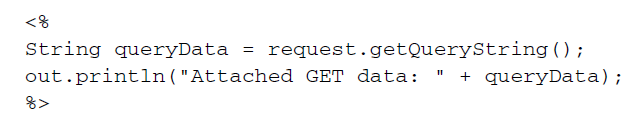 <%
String queryData = request.getQueryString();
out.println("Attached GET data: " + queryData);
%>